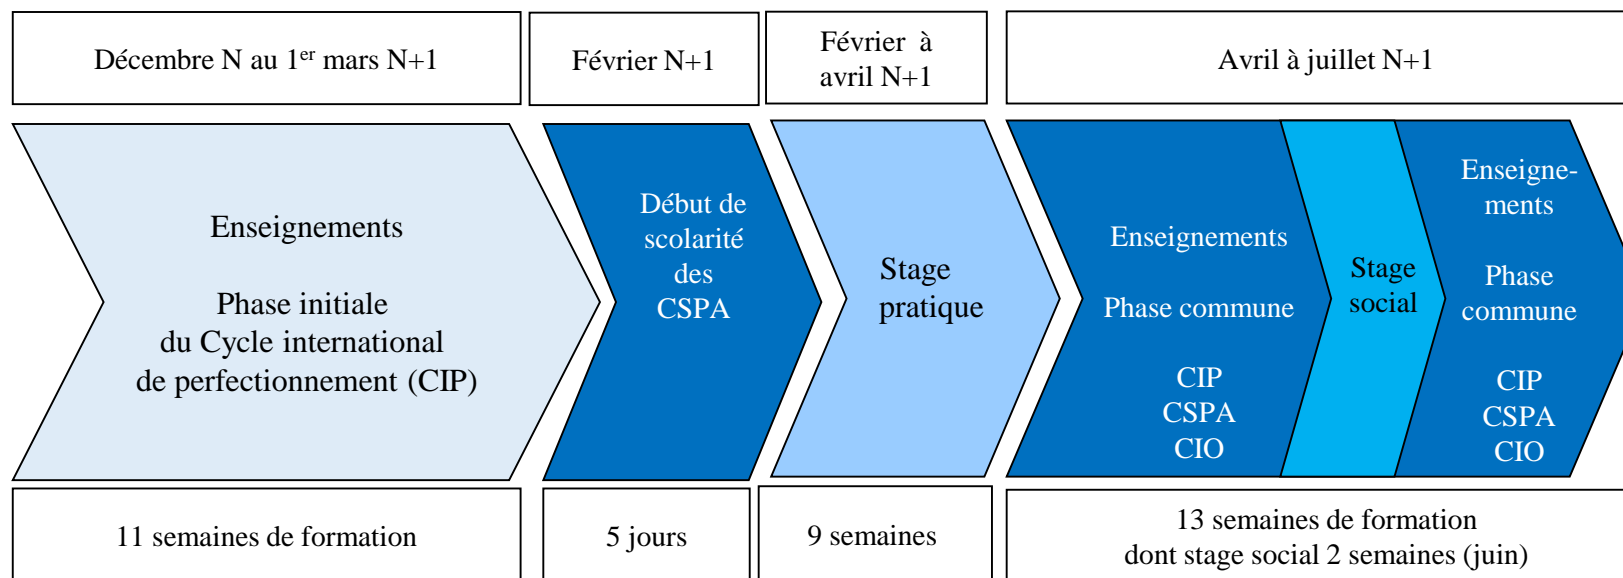 Décembre N au 1er mars N+1
Février N+1
Février à
avril N+1
Avril à juillet N+1
Enseignements
Phase initiale
du Cycle international
de perfectionnement (CIP)
Début de
scolarité
des
CSPA
Stage
pratique
Enseignements
Phase commune
CIP
CSPA
CIO
Stage
social
Enseigne-
ments
Phase
commune
CIP
CSPA
CIO
11 semaines de formation
5 jours
9 semaines
13 semaines de formation
dont stage social 2 semaines (juin)